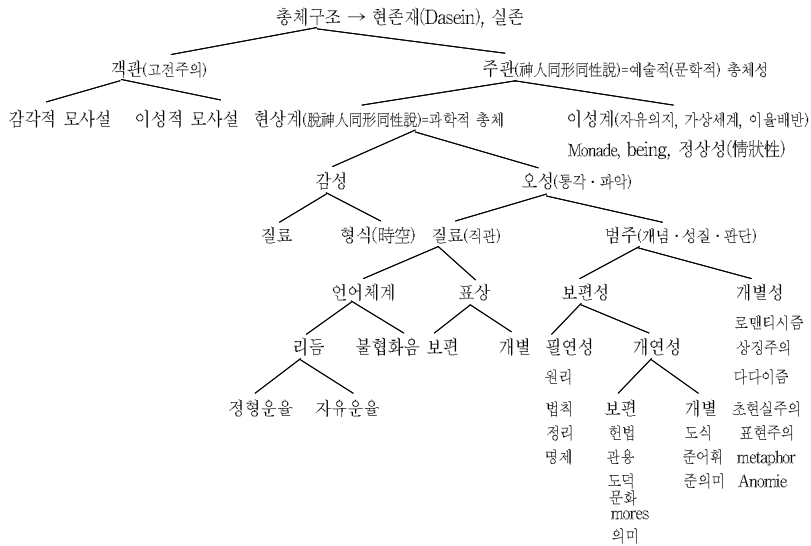 총체구조 → 현존재(Dasein), 실존
객관(고전주의) 주관(神人同形同性說)=예술적(문학적) 총체성
감각적 모사설 이성적 모사설 현상계(脫神人同形同性說)=과학적 총체 이성계(자유의지, 가상세계, 이율배반)
Monade, being, 정상성(情狀性)
감성 오성(통각·파악)
질료 형식(時空) 질료(직관) 범주(개념·성질·판단)
언어체계 표상 보편성 개별성
로맨티시즘
리듬 불협화음 보편 개별 필연성 개연성 상징주의
원리 다다이즘
정형운율 자유운율 법칙 보편 개별 초현실주의
정리 헌법 도식 표현주의
명제 관용 준어휘 metaphor
도덕 준의미 Anomie
문화
mores
의미